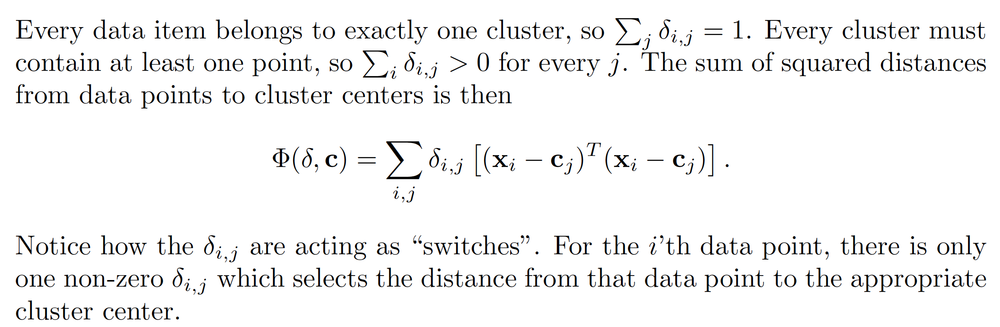 Every data item belongs to exactly one cluster, so $\sum_j \delta_{i,j} = 1$. Every cluster must
contain at least one point, so $\sum_i \delta_{i,j} > 0$ for every $j$. The sum of squared distances
from data points to cluster centers is then
$$\Phi(\delta, \mathbf{c}) = \sum_{i,j} \delta_{i,j} \left[(\mathbf{x}_i - \mathbf{c}_j)^T (\mathbf{x}_i - \mathbf{c}_j)\right].$$
Notice how the $\delta_{i,j}$ are acting as “switches”. For the $i$’th data point, there is only
one non-zero $\delta_{i,j}$ which selects the distance from that data point to the appropriate
cluster center.